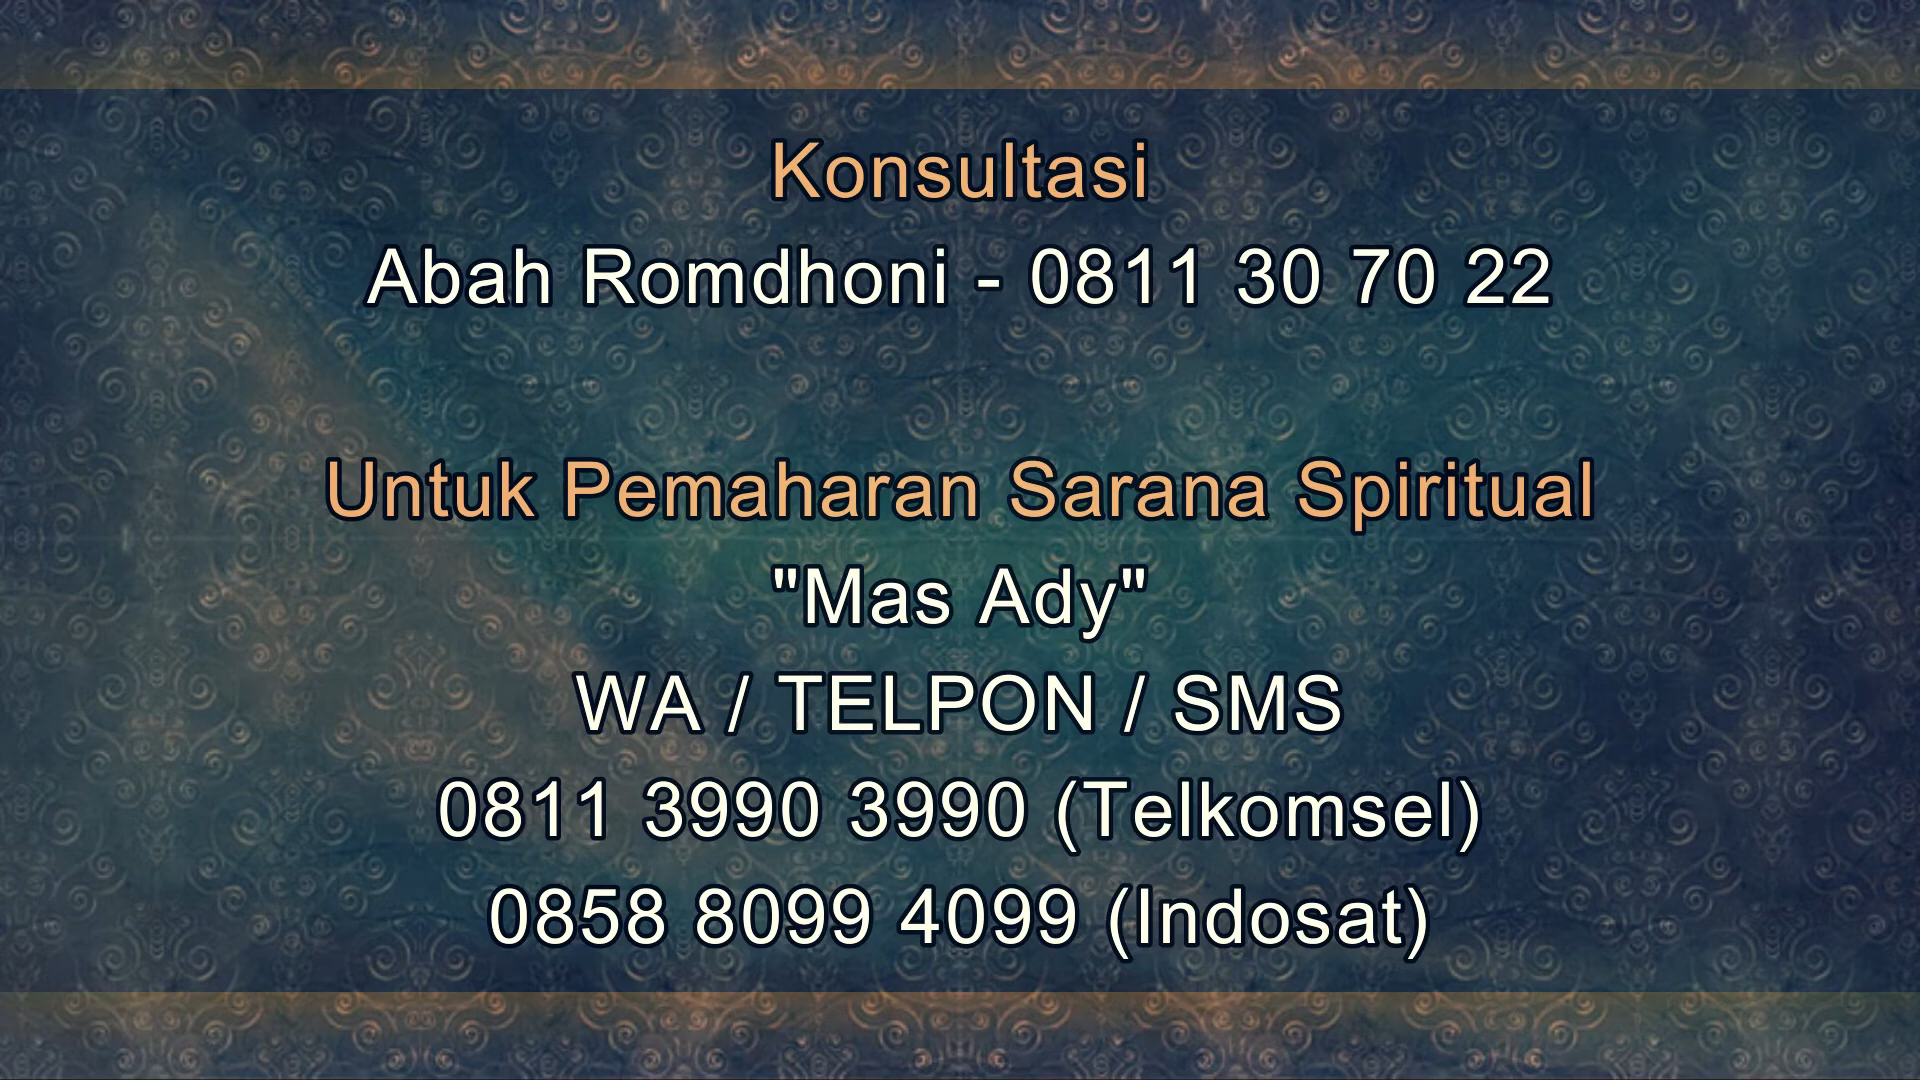 Konsultasi
Abah Romdhoni - 0811 30 70 22
Untuk Pemaharan Sarana Spiritual
"Mas Ady"
WA / TELPON / SMS
0811 3990 3990 (Telkomsel)
0858 8099 4099 (Indosat)